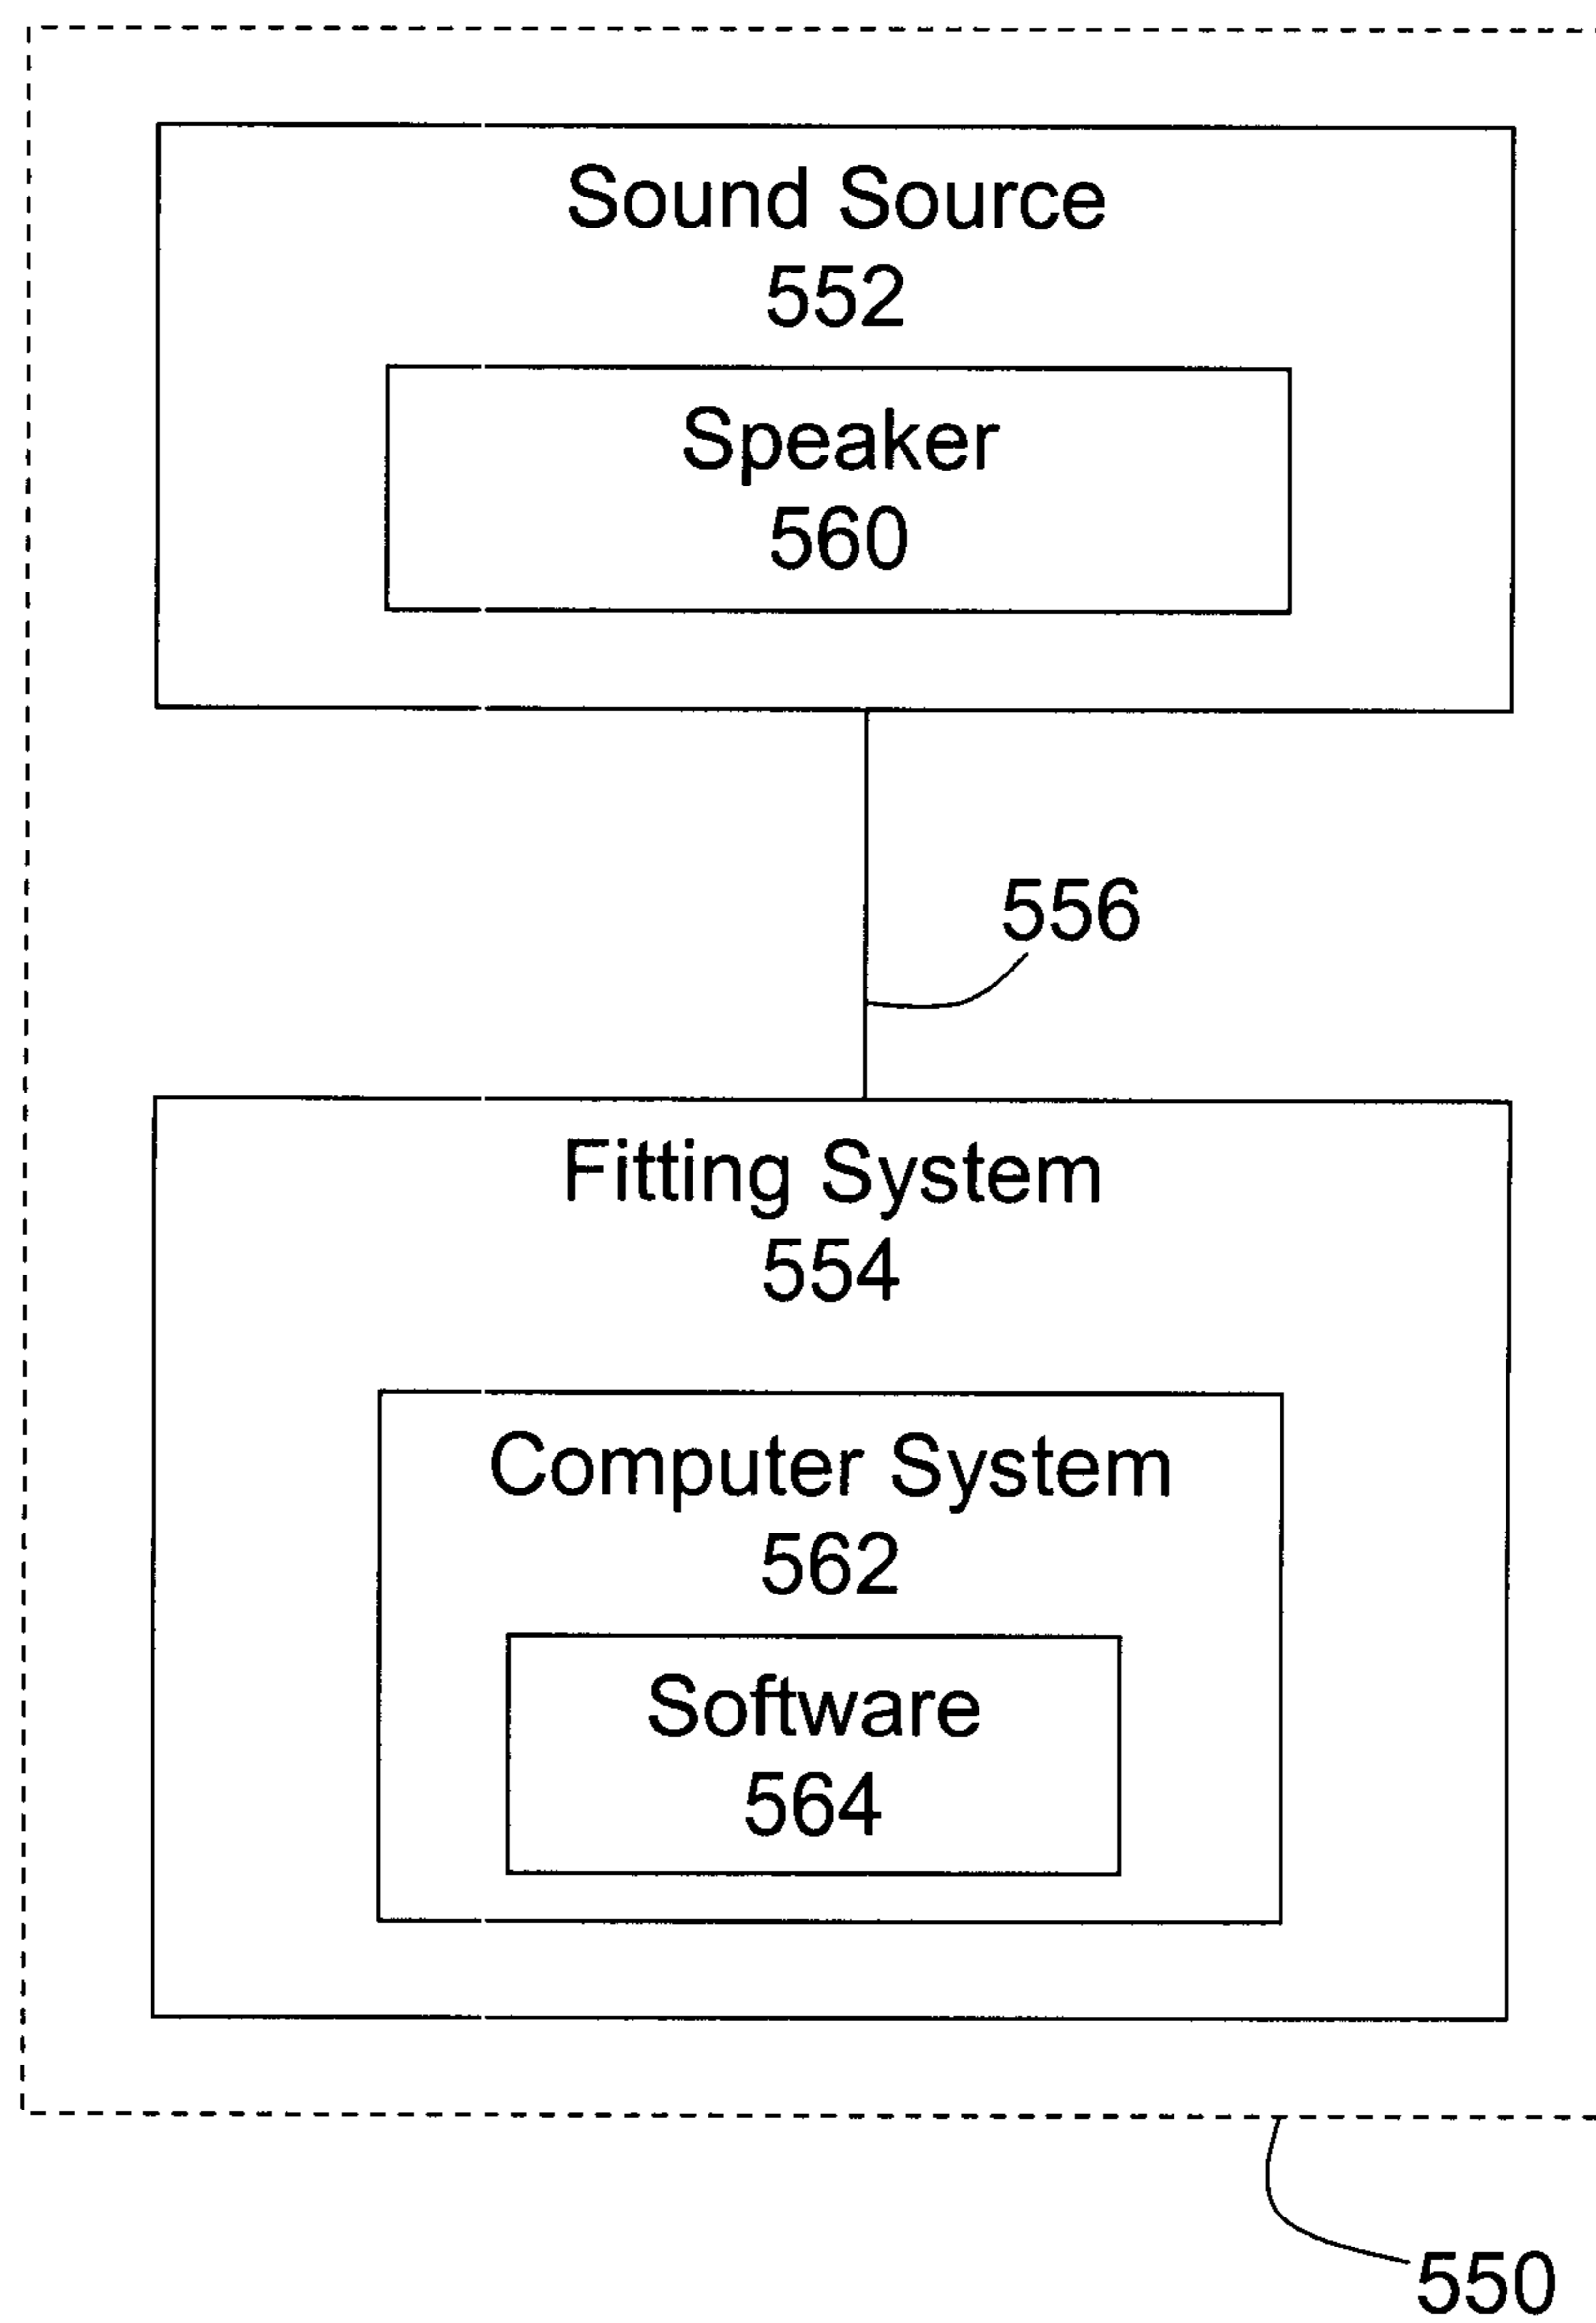 Sound Source
552
Speaker
560
556
Fitting System
554
Computer System
562
Software
564
550